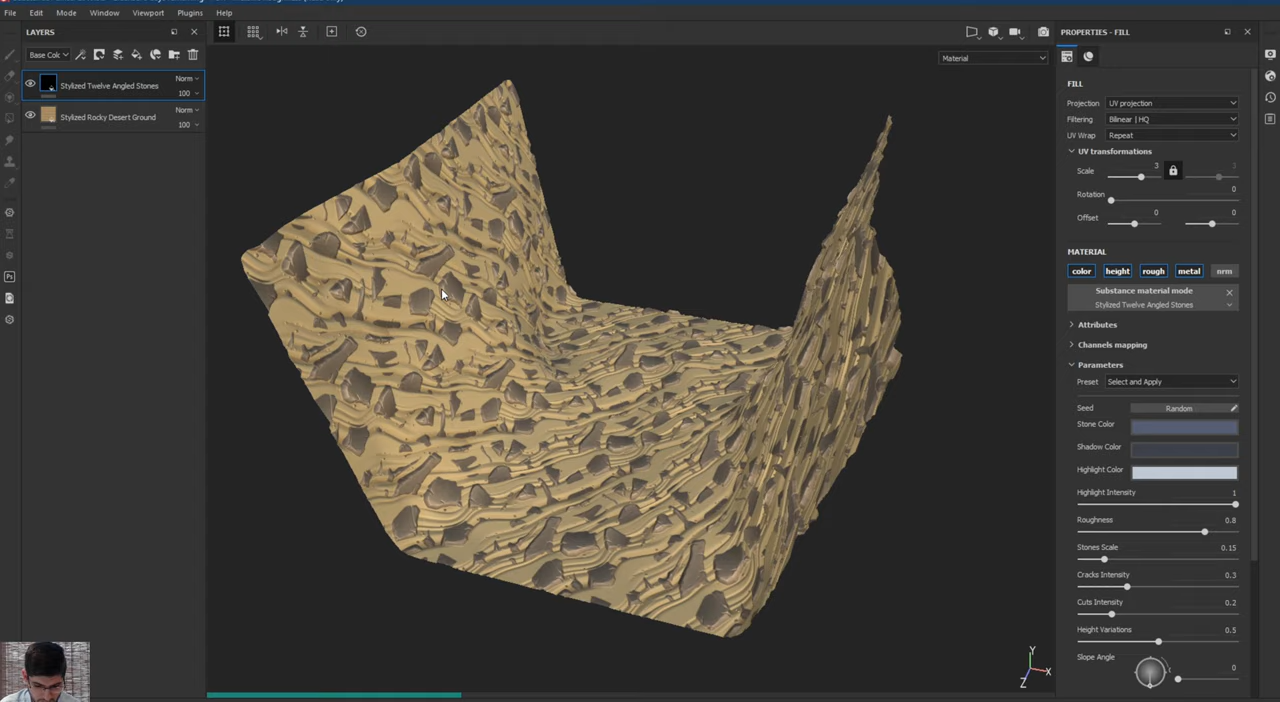 File Edit Mode Window Viewport Plugins Help
LAYERS
Base Colo
Stylized Twelve Angled Stones
Norm
100
Stylized Rocky Desert Ground
Norm
100
Material
PROPERTIES - FILL
FILL
Projection UV projection
Filtering Bilinear | HQ
UV Wrap Repeat
UV transformations
Scale 3 3
Rotation 0
Offset 0 0
MATERIAL
color height rough metal nrm
Substance material mode
Stylized Twelve Angled Stones
Attributes
Channels mapping
Parameters
Preset Select and Apply
Seed Random
Stone Color
Shadow Color
Highlight Color
Highlight Intensity 1
Roughness 0.8
Stones Scale 0.15
Cracks Intensity 0.3
Cuts Intensity 0.2
Height Variations 0.5
Slope Angle 0
Ps
Y
X
Z